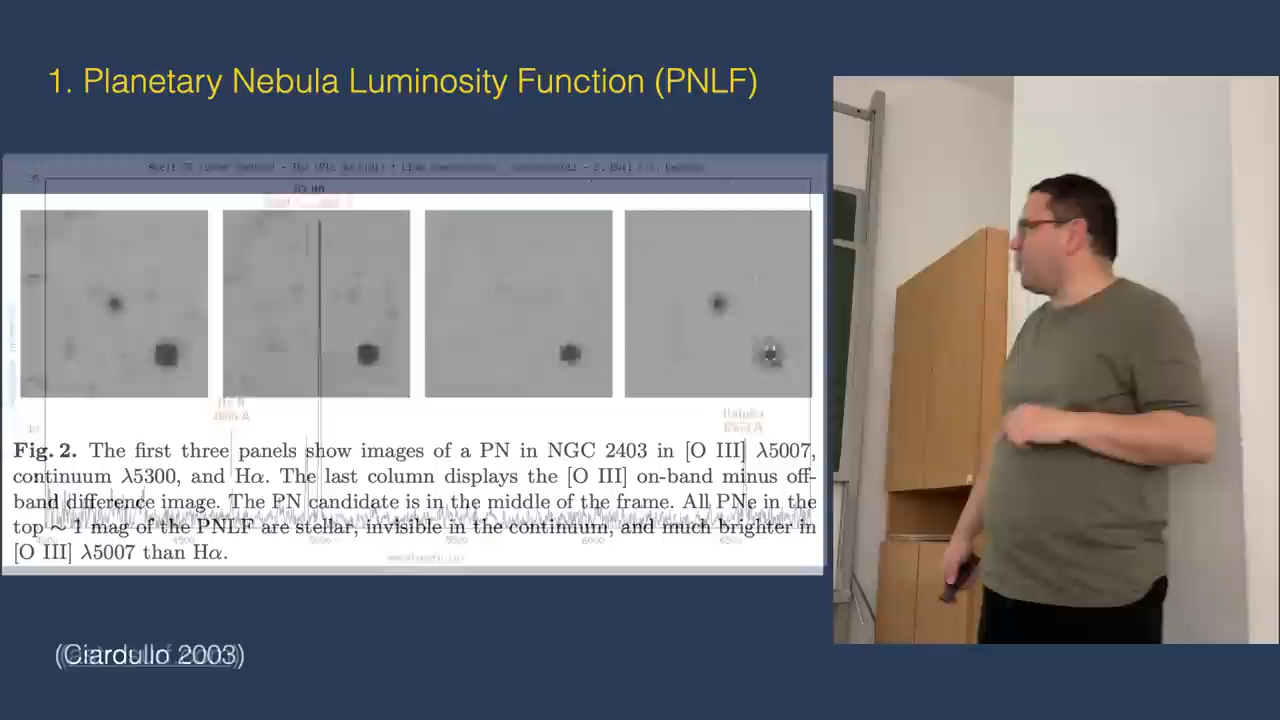 1. Planetary Nebula Luminosity Function (PNLF)
Fig. 2. The first three panels show images of a PN in NGC 2403 in [O III] λ5007,
continuum λ5300, and Hα. The last column displays the [O III] on-band minus off-
band difference image. The PN candidate is in the middle of the frame. All PNe in the
top ~1 mag of the PNLF are stellar, invisible in the continuum, and much brighter in
[O III] λ5007 than Hα.
(Ciardullo 2003)